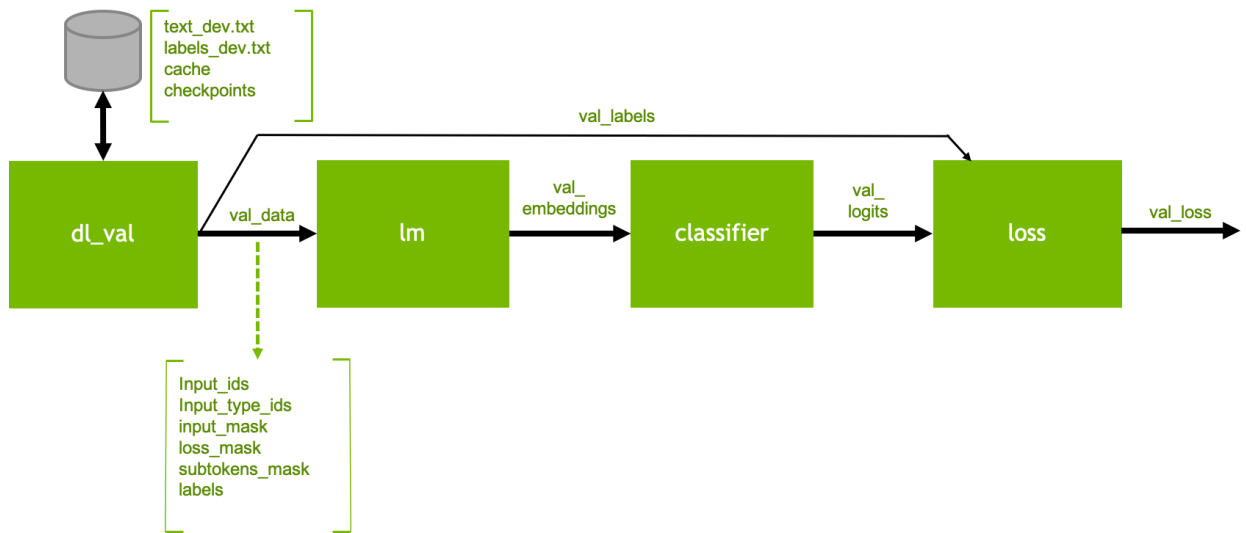 text_dev.txt
labels_dev.txt
cache
checkpoints
val_labels
dl_val
val_data
lm
val_
embeddings
classifier
val_
logits
loss
val_loss
Input_ids
Input_type_ids
input_mask
loss_mask
subtokens_mask
labels